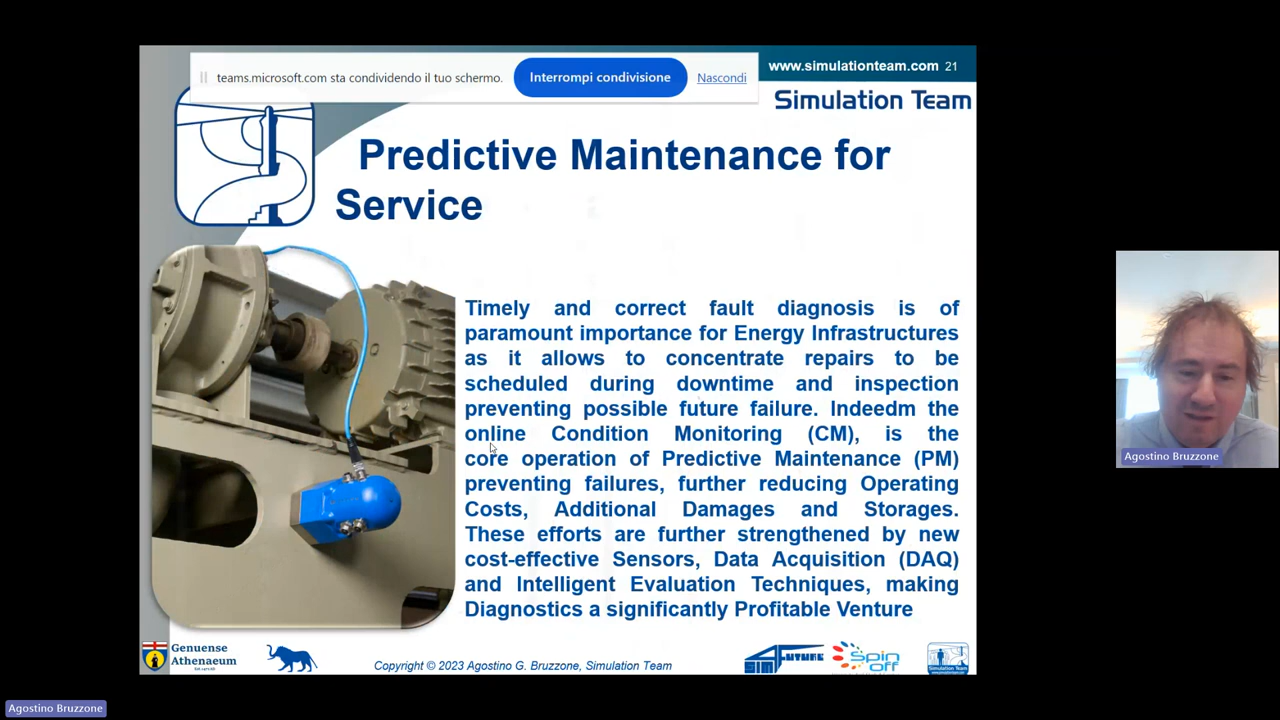 teams.microsoft.com sta condividendo il tuo schermo.
Interrompi condivisione
Nascondi
www.simulationteam.com 21
Simulation Team
Predictive Maintenance for
Service
Timely and correct fault diagnosis is of
paramount importance for Energy Infrastructures
as it allows to concentrate repairs to be
scheduled during downtime and inspection
preventing possible future failure. Indeedm the
online Condition Monitoring (CM), is the
core operation of Predictive Maintenance (PM)
preventing failures, further reducing Operating
Costs, Additional Damages and Storages.
These efforts are further strengthened by new
cost-effective Sensors, Data Acquisition (DAQ)
and Intelligent Evaluation Techniques, making
Diagnostics a significantly Profitable Venture
Agostino Bruzzone
Genuense
Athenaeum
Copyright © 2023 Agostino G. Bruzzone, Simulation Team
SIM FUTURE
Spin
Off
Simulation Team
Agostino Bruzzone